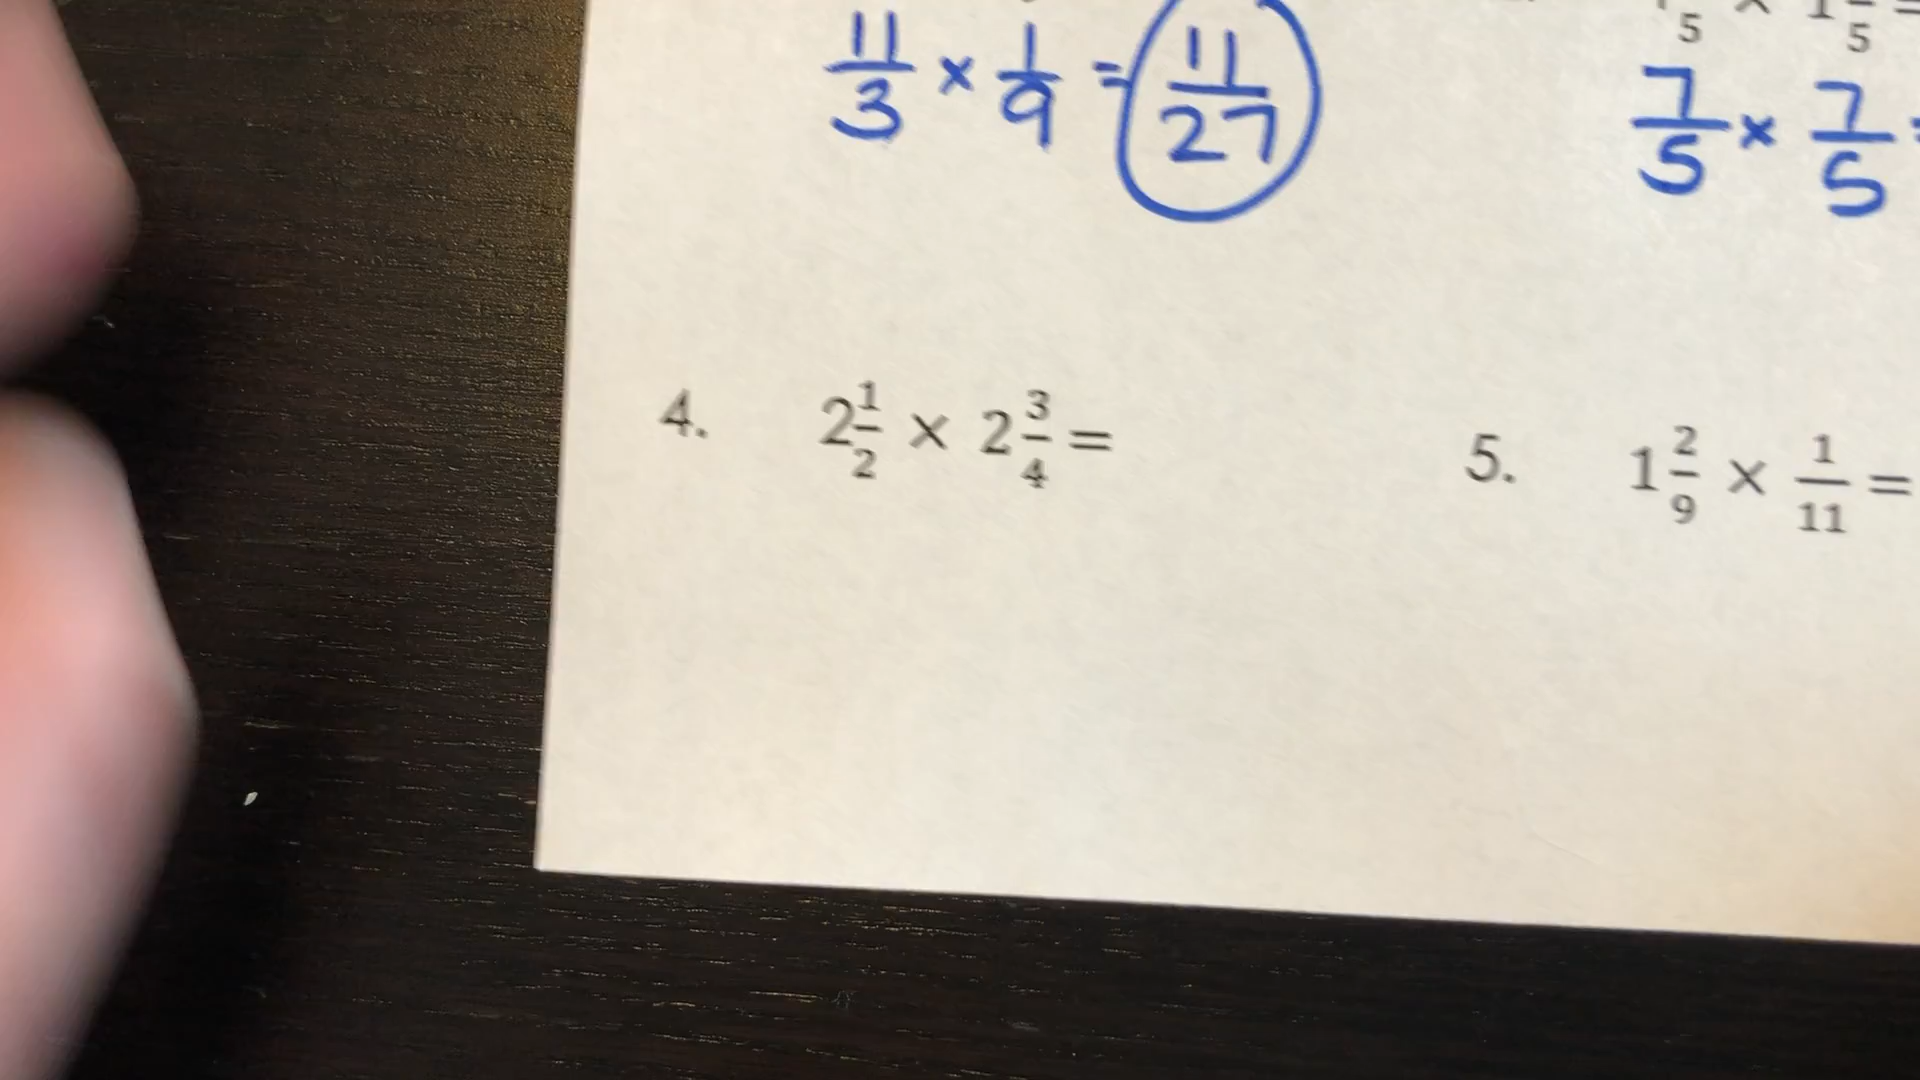 11/3 × 1/9 = 11/27
7/5 × 7/5 =
4. 2 1/2 × 2 3/4 =
5. 1 2/9 × 1/11 =